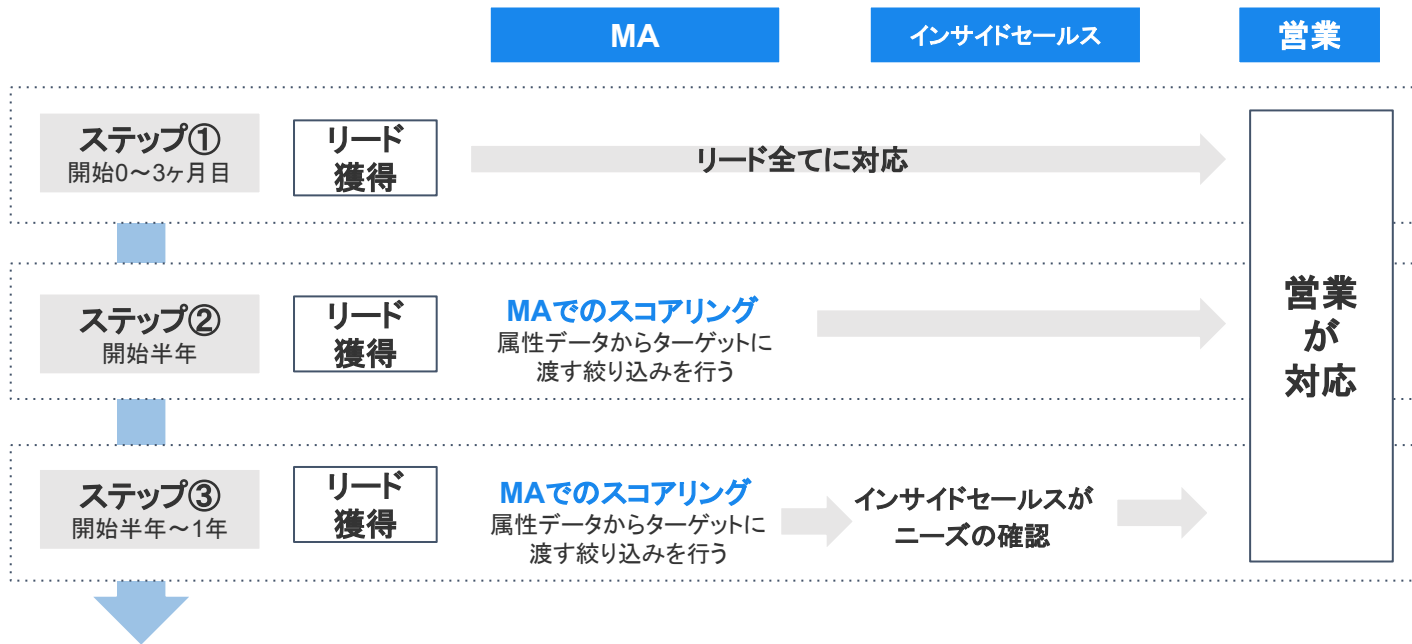 MA
インサイドセールス
営業
ステップ①
開始0～3ヶ月目
リード
獲得
リード全てに対応
ステップ②
開始半年
リード
獲得
MAでのスコアリング
属性データからターゲットに
渡す絞り込みを行う
ステップ③
開始半年～1年
リード
獲得
MAでのスコアリング
属性データからターゲットに
渡す絞り込みを行う
インサイドセールスが
ニーズの確認
営業
が
対応